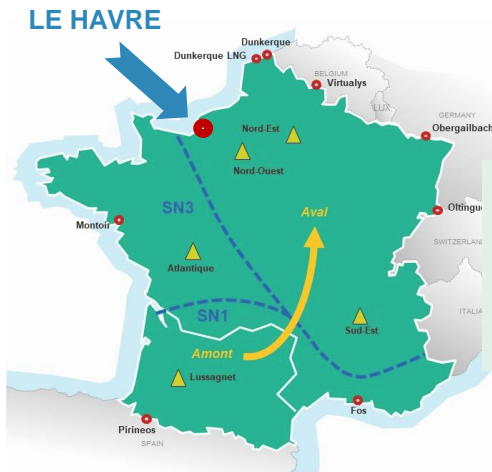 LE HAVRE
Dunkerque
Dunkerque LNG
BELGIUM
Virtualys
LUX
GERMANY
Obergailbach
Nord-Est
Nord-Ouest
SN3
Aval
Oltingue
Montoir
SWITZERLAND
Atlantique
SN1
ITALIA
Sud-Est
Amont
Lussagnet
Fos
Pirineos
SPAIN